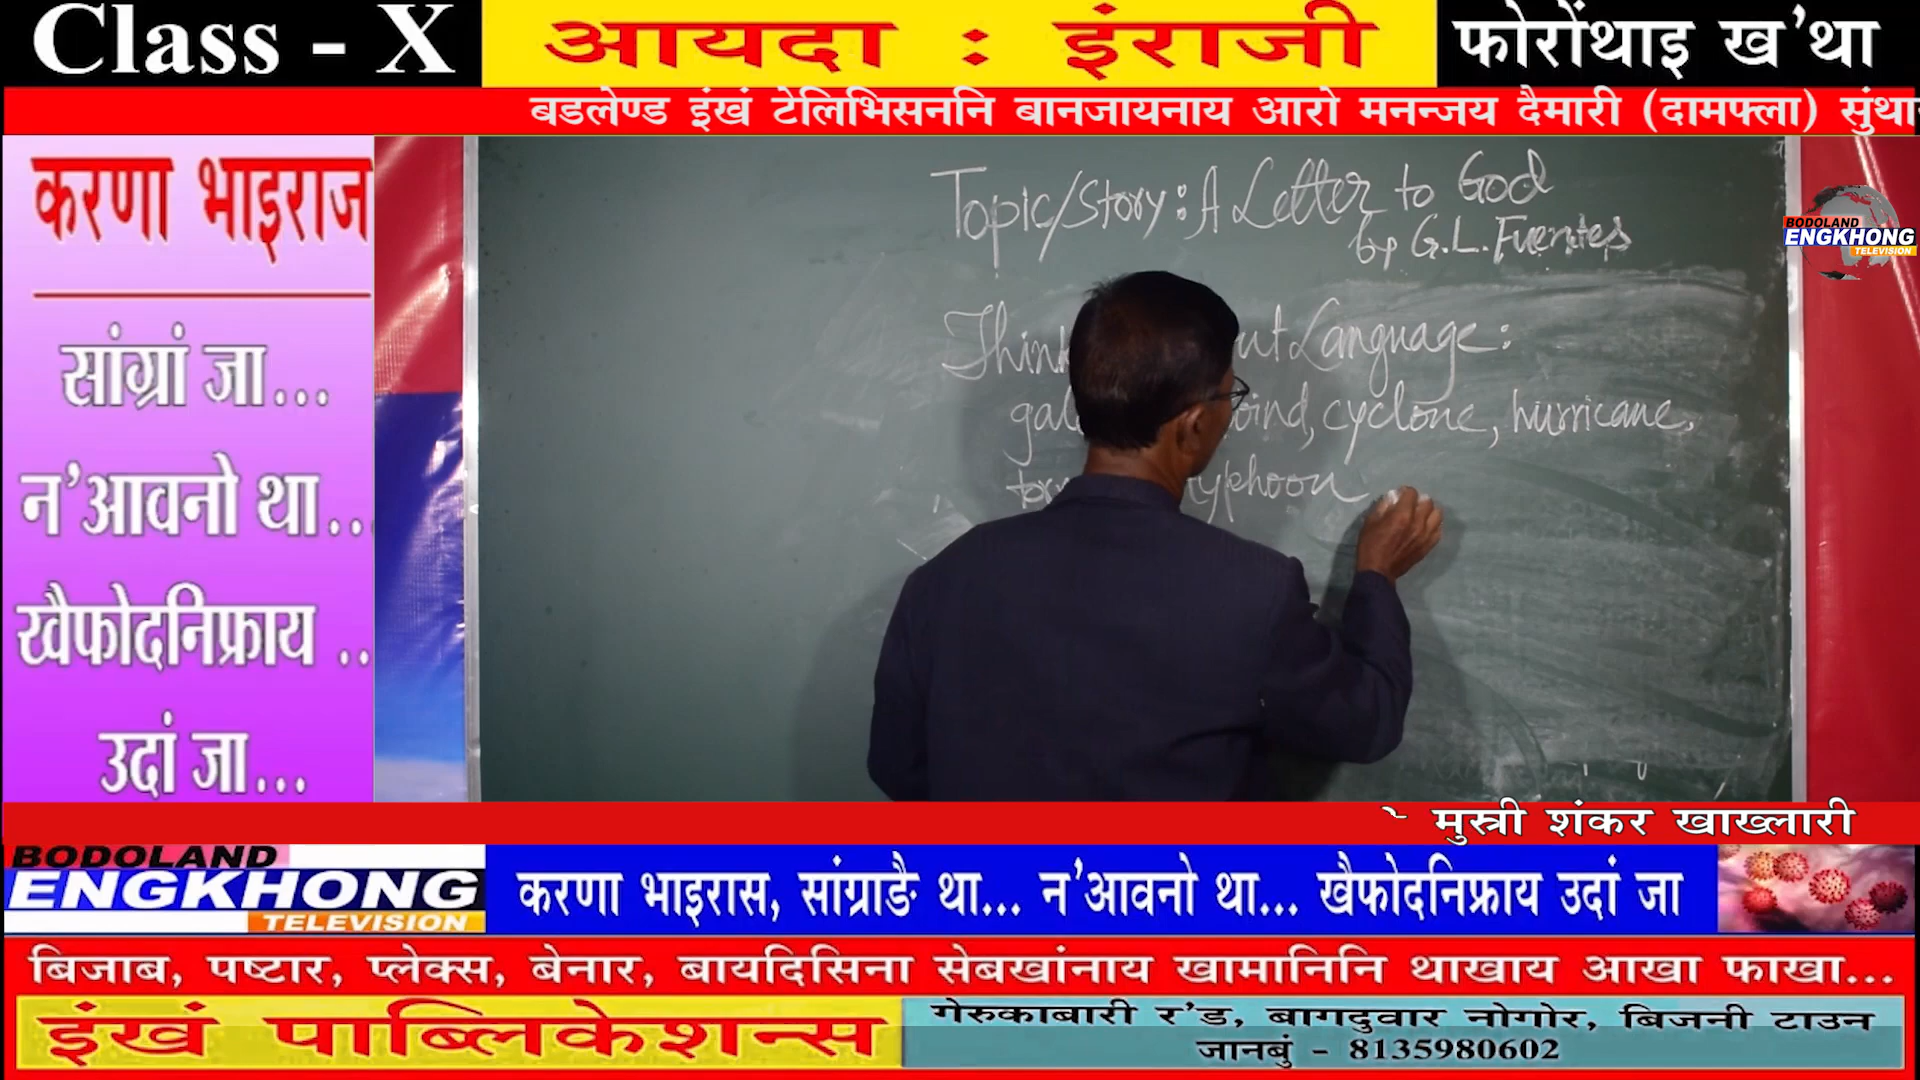 Class - X
आयदा : इंराजी
फोरोंथाइ ख'था
बडलेण्ड इंखं टेलिभिसननि बानजायनाय आरो मनन्जय दैमारी (दामफ्ला)
करणा भाइराज
सांग्रां जा...
न'आवनो था...
खैफोदनिफ्राय ..
उदां जा...
Topic/Story: A Letter to God
by G.L. Fuentes
Language:
cyclone, hurricane,
typhoon
BODOLAND
ENGKHONG
TELEVISION
मुस्री शंकर खाख्लारी
BODOLAND
ENGKHONG
TELEVISION
करणा भाइरास, सांग्राङै था... न'आवनो था... खैफोदनिफ्राय उदां जा
बिजाब, पष्टार, प्लेक्स, बेनार, बायदिसिना सेबखांनाय खामानिनि थाखाय आखा फाखा...
इंखं पाब्लिकेशन्स
गेरुकाबारी र'ड, बागदुवार नोगोर, बिजनी टाउन
जानबुं - 8135980602